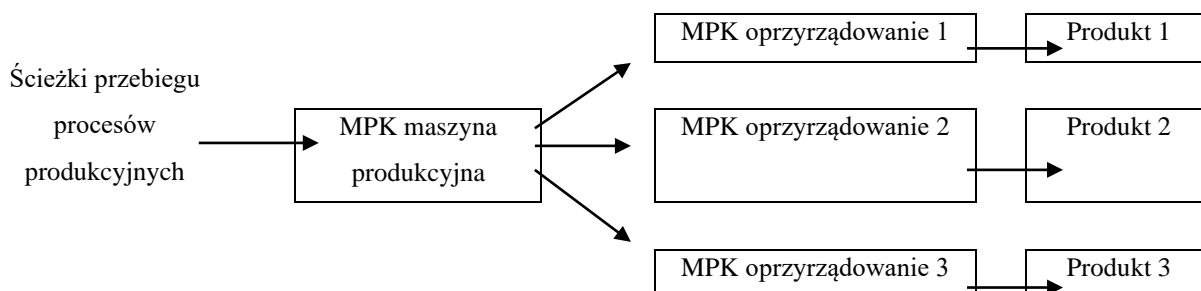 Ścieżki przebiegu
procesów
produkcyjnych
MPK maszyna
produkcyjna
MPK oprzyrządowanie 1
Produkt 1
MPK oprzyrządowanie 2
Produkt 2
MPK oprzyrządowanie 3
Produkt 3